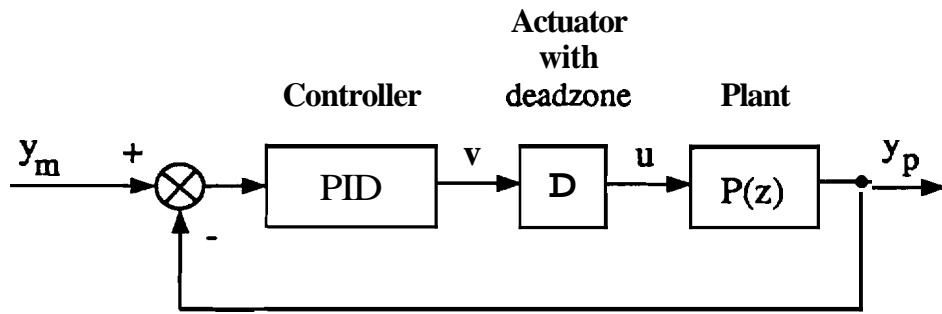 Actuator
with
deadzone
Controller
Plant
y_m
+
v
u
y_p
PID
D
P(z)
-